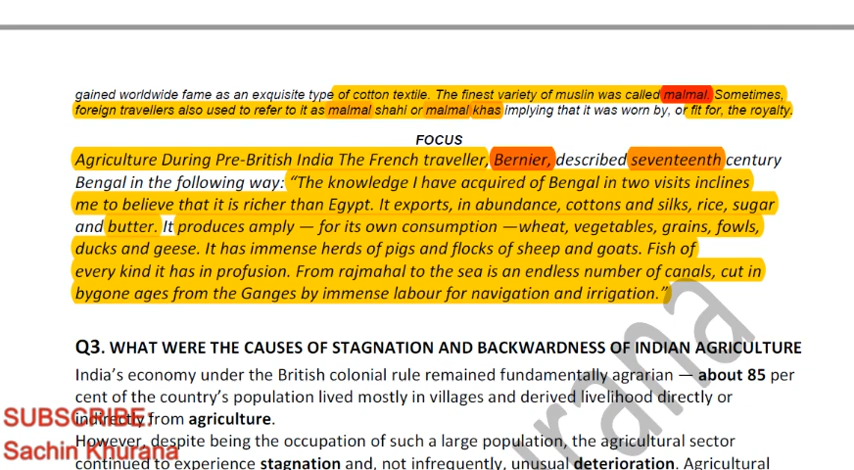 gained worldwide fame as an exquisite type of cotton textile. The finest variety of muslin was called malmal. Sometimes,
foreign travellers also used to refer to it as malmal shahi or malmal khas implying that it was worn by, or fit for, the royalty.
FOCUS
Agriculture During Pre-British India The French traveller, Bernier, described seventeenth century
Bengal in the following way: “The knowledge I have acquired of Bengal in two visits inclines
me to believe that it is richer than Egypt. It exports, in abundance, cottons and silks, rice, sugar
and butter. It produces amply — for its own consumption —wheat, vegetables, grains, fowls,
ducks and geese. It has immense herds of pigs and flocks of sheep and goats. Fish of
every kind it has in profusion. From rajmahal to the sea is an endless number of canals, cut in
bygone ages from the Ganges by immense labour for navigation and irrigation.”
Q3. WHAT WERE THE CAUSES OF STAGNATION AND BACKWARDNESS OF INDIAN AGRICULTURE
India’s economy under the British colonial rule remained fundamentally agrarian — about 85 per
cent of the country’s population lived mostly in villages and derived livelihood directly or
indirectly from agriculture.
However, despite being the occupation of such a large population, the agricultural sector
continued to experience stagnation and, not infrequently, unusual deterioration. Agricultural
SUBSCRIBE:
Sachin Khurana
urana